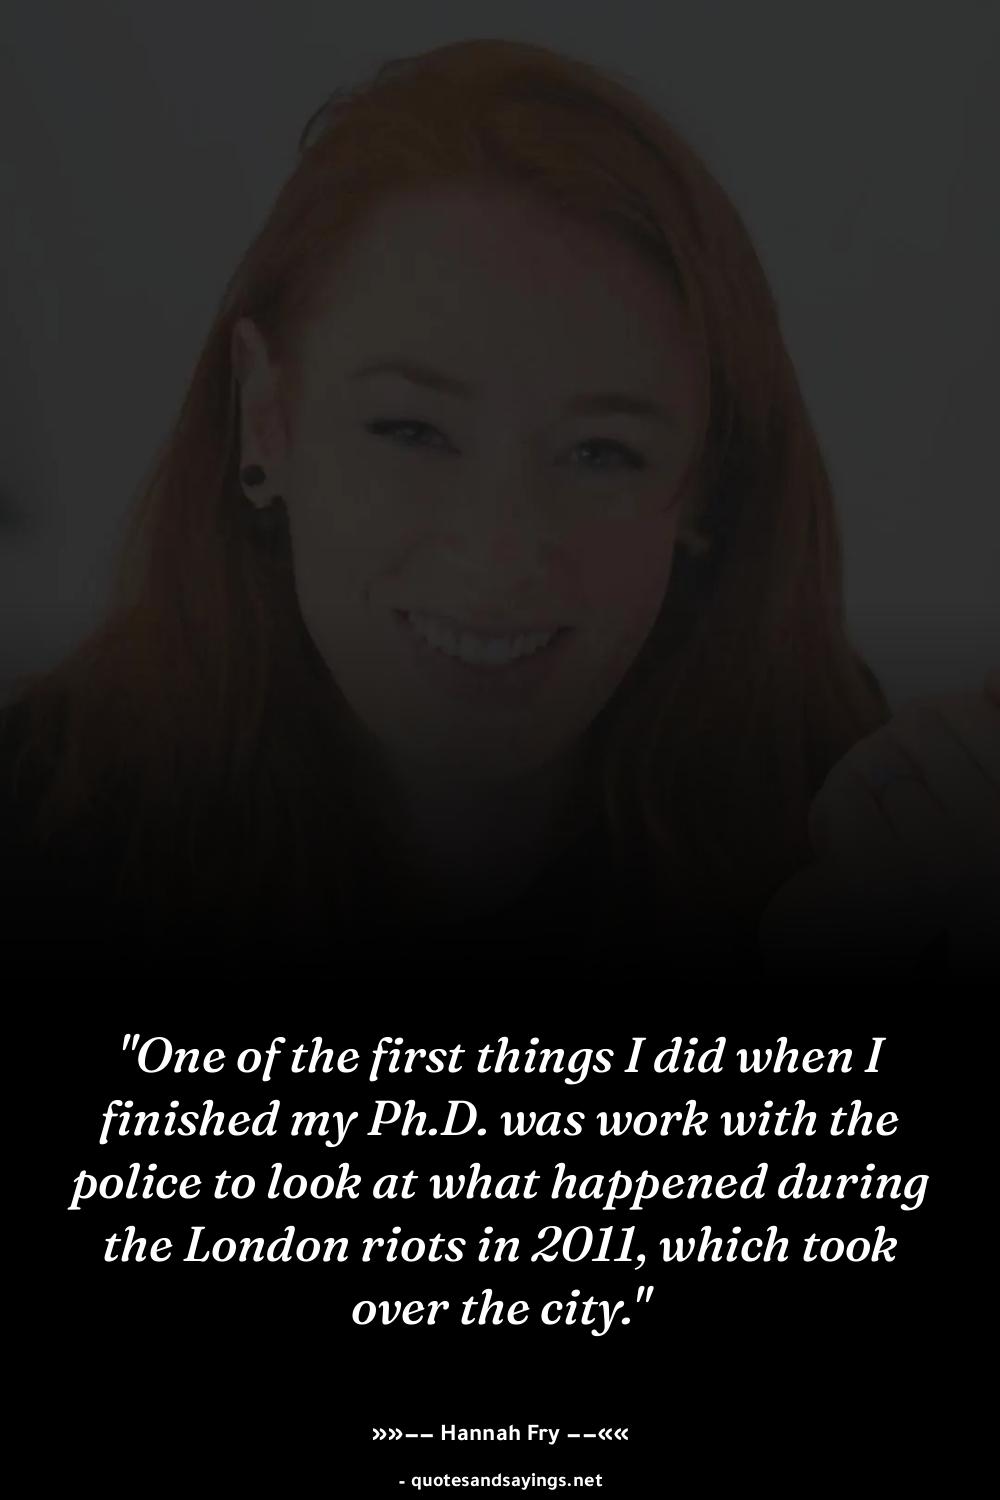 "One of the first things I did when I
finished my Ph.D. was work with the
police to look at what happened during
the London riots in 2011, which took
over the city."
»»−− Hannah Fry −−««
- quotesandsayings.net